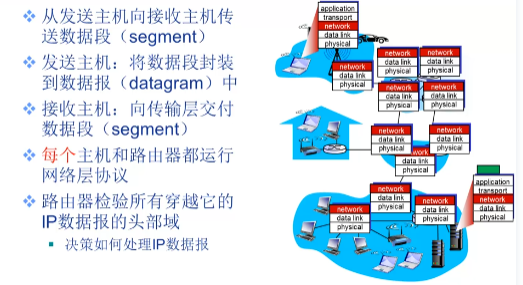 从发送主机向接收主机传
送数据段（segment）
发送主机：将数据段封装
到数据报（datagram）中
接收主机：向传输层交付
数据段（segment）
每个主机和路由器都运行
网络层协议
路由器检验所有穿越它的
IP数据报的头部域
决策如何处理IP数据报
application
transport
network
data link
physical
network
data link
physical
network
data link
physical
network
data link
physical
network
data link
physical
network
data link
physical
network
data link
physical
network
data link
physical
network
data link
physical
network
data link
physical
network
data link
physical
network
data link
physical
application
transport
network
data link
physical